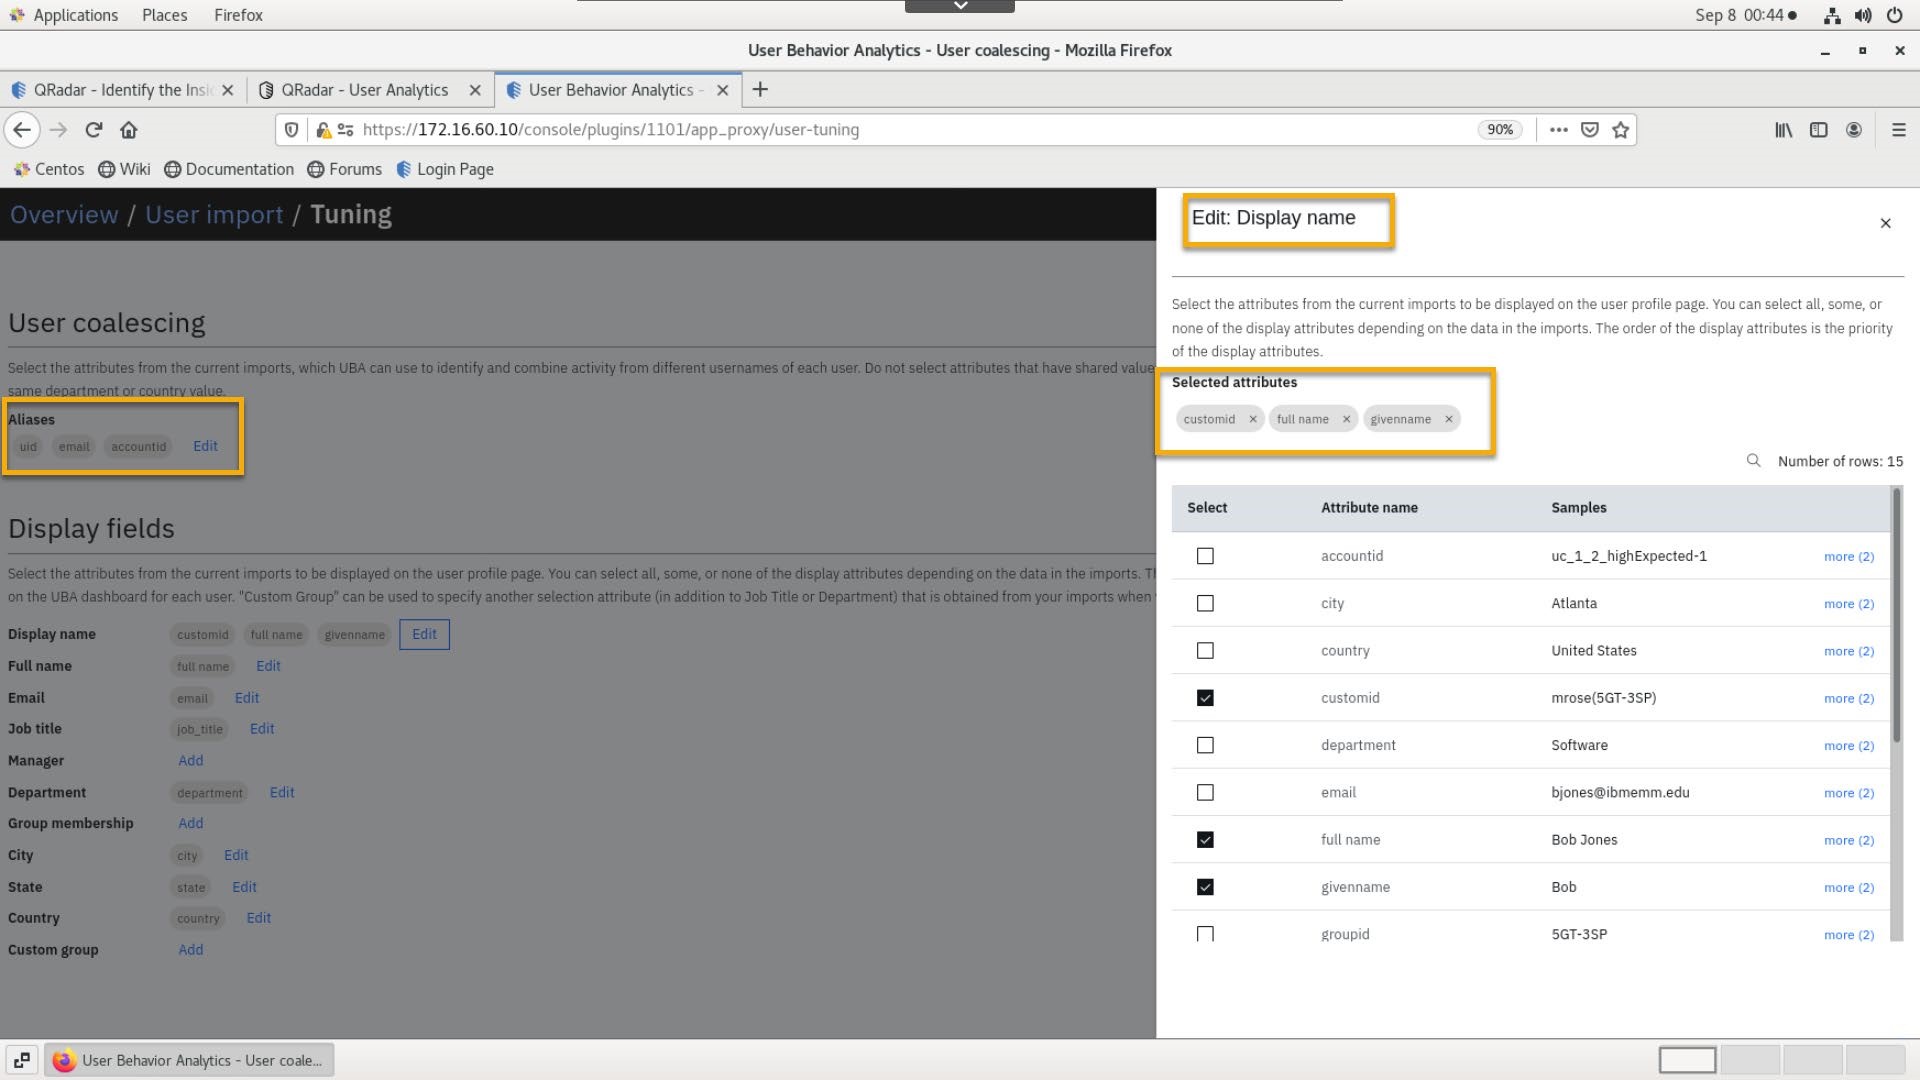 Applications Places Firefox
Sep 8 00:44
User Behavior Analytics - User coalescing - Mozilla Firefox
QRadar - Identify the Insi
QRadar - User Analytics
User Behavior Analytics -
https://172.16.60.10/console/plugins/1101/app_proxy/user-tuning
90%
Centos Wiki Documentation Forums Login Page
Overview / User import / Tuning
User coalescing
Select the attributes from the current imports, which UBA can use to identify and combine activity from different usernames of each user. Do not select attributes that have shared value
same department or country value.
Aliases
uid email accountid Edit
Display fields
Select the attributes from the current imports to be displayed on the user profile page. You can select all, some, or none of the display attributes depending on the data in the imports.
on the UBA dashboard for each user. "Custom Group" can be used to specify another selection attribute (in addition to Job Title or Department) that is obtained from your imports when
Display name customid full name givenname Edit
Full name full name Edit
Email email Edit
Job title job_title Edit
Manager Add
Department department Edit
Group membership Add
City city Edit
State state Edit
Country country Edit
Custom group Add
Edit: Display name
Select the attributes from the current imports to be displayed on the user profile page. You can select all, some, or
none of the display attributes depending on the data in the imports. The order of the display attributes is the priority
of the display attributes.
Selected attributes
customid full name givenname
Number of rows: 15
Select Attribute name Samples
accountid uc_1_2_highExpected-1 more (2)
city Atlanta more (2)
country United States more (2)
customid mrose(5GT-3SP) more (2)
department Software more (2)
email bjones@ibmemm.edu more (2)
full name Bob Jones more (2)
givenname Bob more (2)
groupid 5GT-3SP more (2)
User Behavior Analytics - User coale...